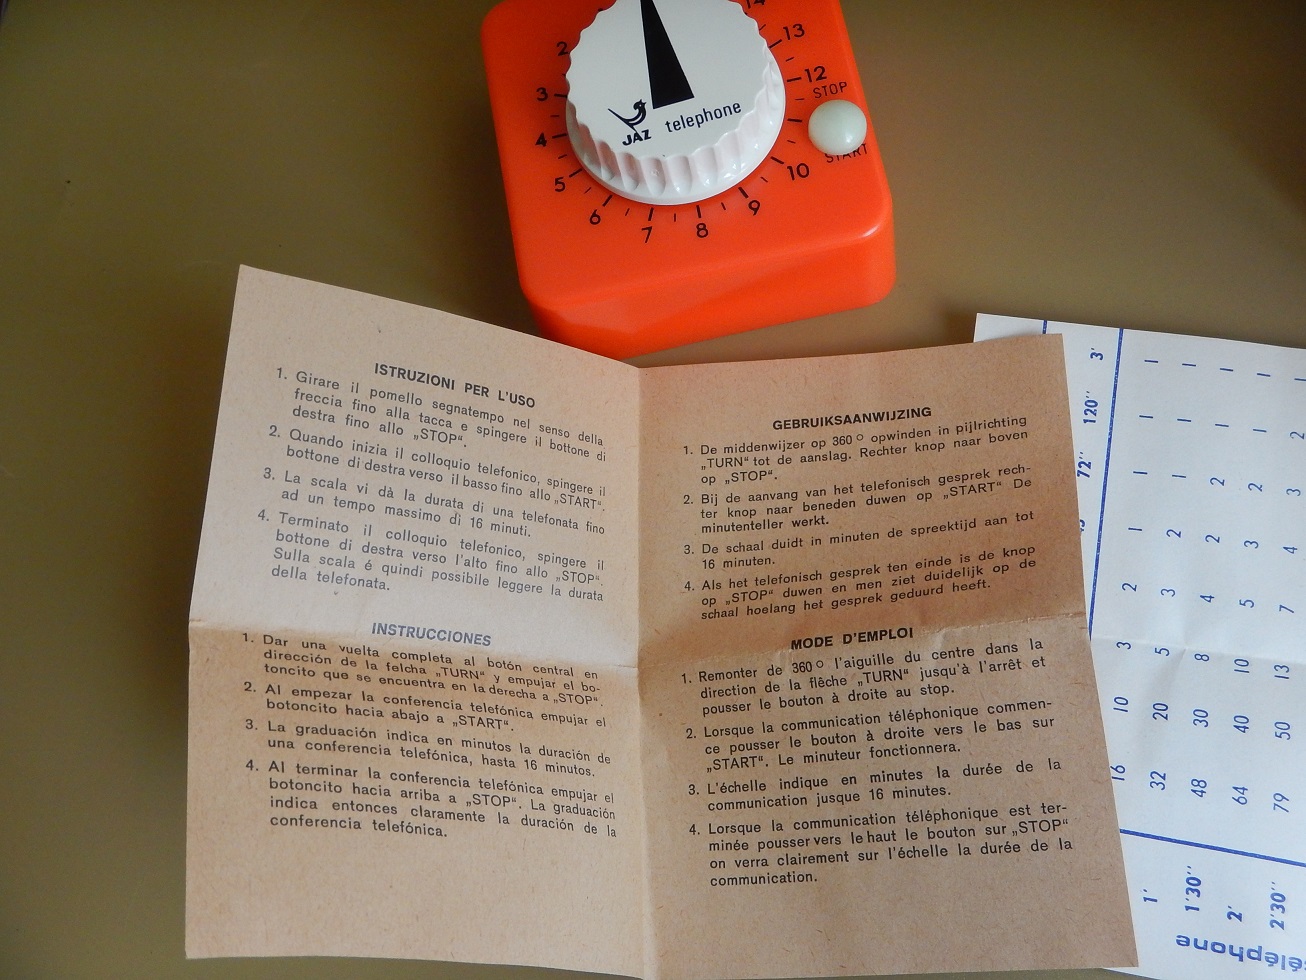 14
13
12
STOP
START
10
9
8
7
6
5
4
3
2
JAZ telephone
ISTRUZIONI PER L'USO
1. Girare il pomello segnatempo nel senso della
freccia fino alla tacca e spingere il bottone di
destra fino allo „STOP“.
2. Quando inizia il colloquio telefonico, spingere il
bottone di destra verso il basso fino allo „START“.
3. La scala vi dà la durata di una telefonata fino
ad un tempo massimo di 16 minuti.
4. Terminato il colloquio telefonico, spingere il
bottone di destra verso l'alto fino allo „STOP“.
Sulla scala é quindi possibile leggere la durata
della telefonata.
INSTRUCCIONES
1. Dar una vuelta completa al botón central en
dirección de la felcha „TURN“ y empujar el bo-
toncito que se encuentra en la derecha a „STOP“.
2. Al empezar la conferencia telefónica empujar el
botoncito hacia abajo a „START“.
3. La graduación indica en minutos la duración de
una conferencia telefónica, hasta 16 minutos.
4. Al terminar la conferencia telefónica empujar el
botoncito hacia arriba a „STOP“. La graduación
indica entonces claramente la duración de la
conferencia telefónica.
GEBRUIKSAANWIJZING
1. De middenwijzer op 360° opwinden in pijlrichting
„TURN“ tot de aanslag. Rechter knop naar boven
op „STOP“.
2. Bij de aanvang van het telefonisch gesprek rech-
ter knop naar beneden duwen op „START“ De
minutenteller werkt.
3. De schaal duidt in minuten de spreektijd aan tot
16 minuten.
4. Als het telefonisch gesprek ten einde is de knop
op „STOP“ duwen en men ziet duidelijk op de
schaal hoelang het gesprek geduurd heeft.
MODE D'EMPLOI
1. Remonter de 360° l'aiguille du centre dans la
direction de la flêche „TURN“ jusqu'à l'arrêt et
pousser le bouton à droite au stop.
2. Lorsque la communication téléphonique commen-
ce pousser le bouton à droite vers le bas sur
„START“. Le minuteur fonctionnera.
3. L'échelle indique en minutes la durée de la
communication jusque 16 minutes.
4. Lorsque la communication téléphonique est ter-
minée pousser vers le haut le bouton sur „STOP“
on verra clairement sur l'échelle la durée de la
communication.
téléphone
1' 16 10 3 2 1 1 1 1
1'30'' 32 20 5 3 2 1 1 1
2' 48 30 8 4 2 2 1 1
2'30'' 64 40 10 5 3 2 1 1
79 50 13 7 4 3 2 1
72'' 120'' 3'